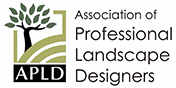 APLD
Association of
Professional
Landscape
Designers